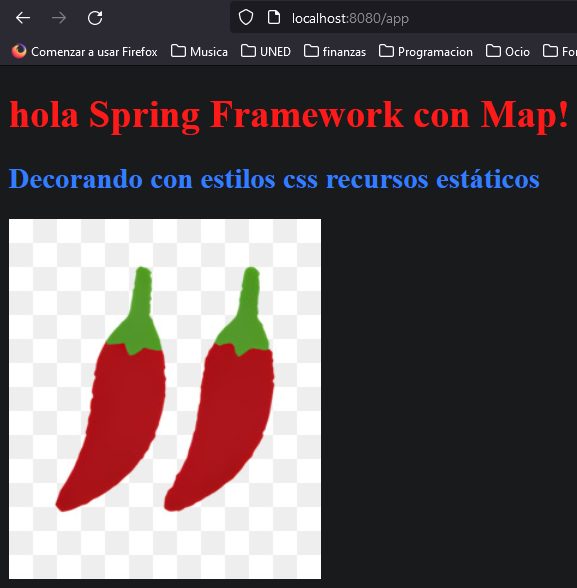 localhost:8080/app
Comenzar a usar Firefox Musica UNED finanzas Programacion Ocio
hola Spring Framework con Map!
Decorando con estilos css recursos estáticos